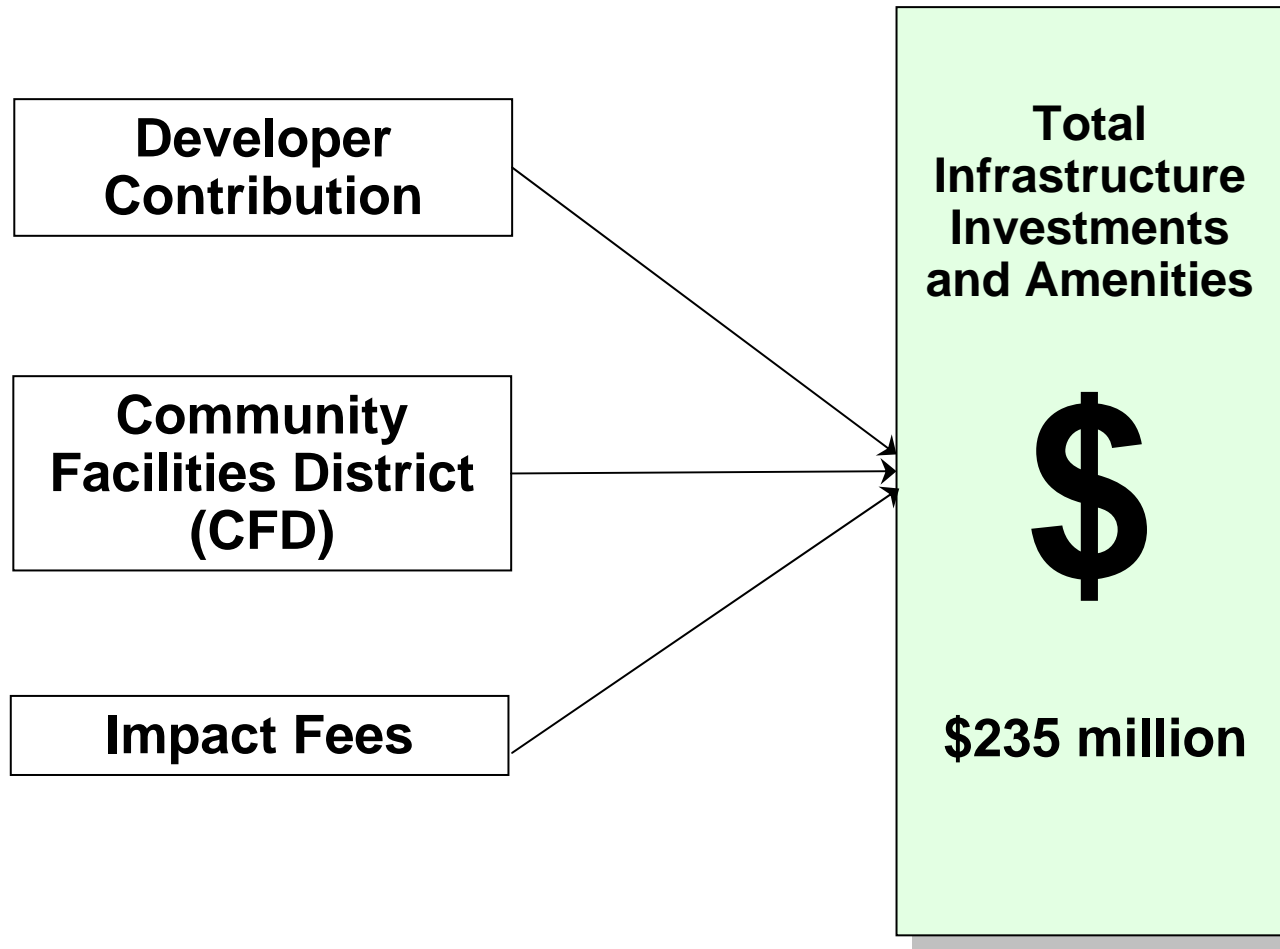 Developer
Contribution
Community
Facilities District
(CFD)
Impact Fees
Total
Infrastructure
Investments
and Amenities
$
$235 million